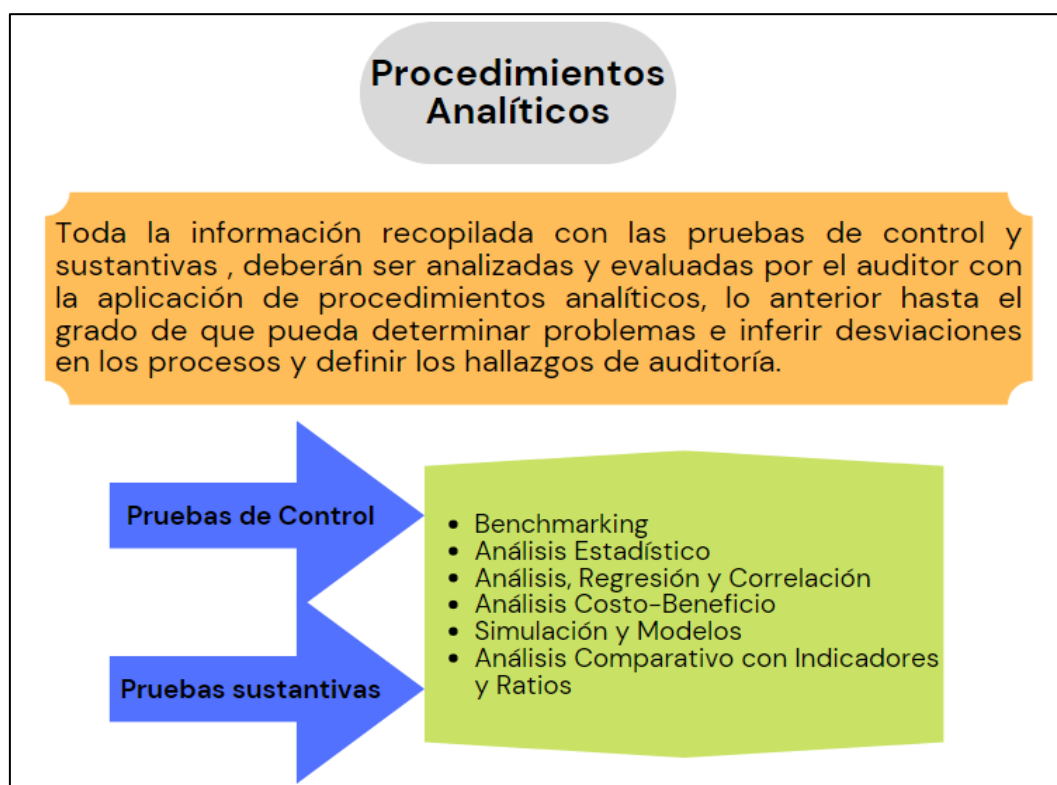 Procedimientos
Analíticos
Toda la información recopilada con las pruebas de control y
sustantivas , deberán ser analizadas y evaluadas por el auditor con
la aplicación de procedimientos analíticos, lo anterior hasta el
grado de que pueda determinar problemas e inferir desviaciones
en los procesos y definir los hallazgos de auditoría.
Pruebas de Control
Pruebas sustantivas
• Benchmarking
• Análisis Estadístico
• Análisis, Regresión y Correlación
• Análisis Costo-Beneficio
• Simulación y Modelos
• Análisis Comparativo con Indicadores
y Ratios